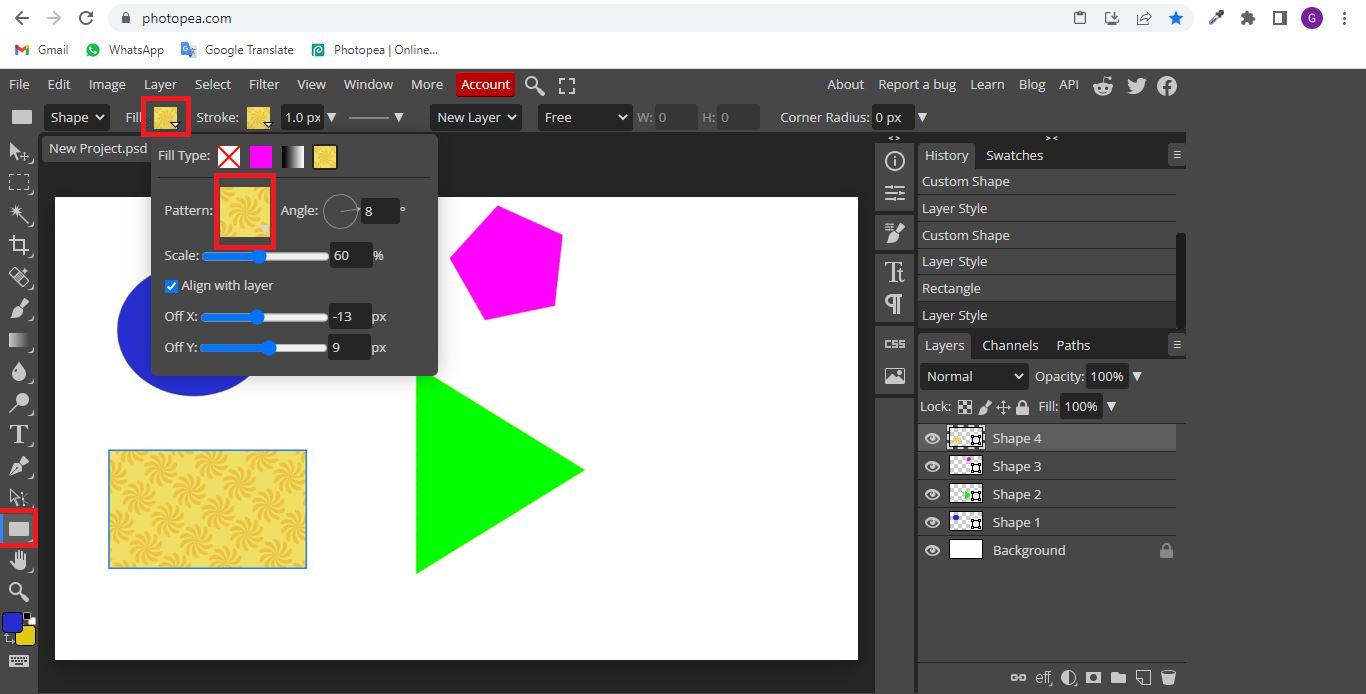 photopea.com
G
Gmail WhatsApp Google Translate Photopea | Online...
File Edit Image Layer Select Filter View Window More Account About Report a bug Learn Blog API
Shape Fill Stroke: 1.0 px New Layer Free W: 0 H: 0 Corner Radius: 0 px
New Project.psd
Fill Type:
Pattern: Angle: 8 °
Scale: 60 %
Align with layer
Off X: -13 px
Off Y: 9 px
< >
> <
History Swatches
Custom Shape
Layer Style
Custom Shape
Layer Style
Rectangle
Layer Style
CSS
Layers Channels Paths
Normal Opacity: 100%
Lock: Fill: 100%
Shape 4
Shape 3
Shape 2
Shape 1
Background
eff